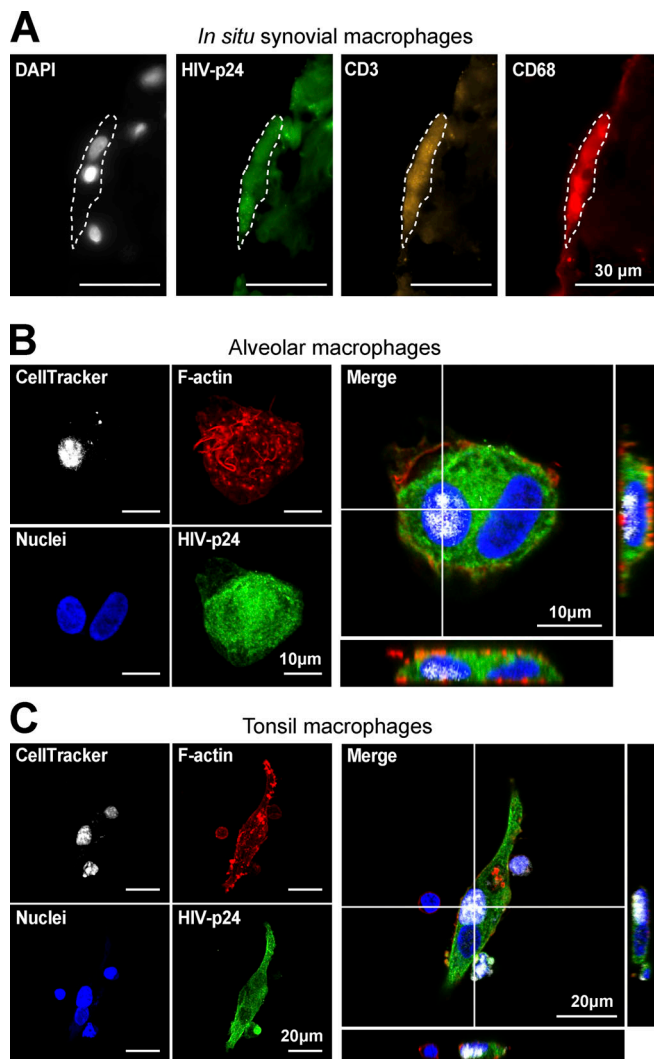 A
In situ synovial macrophages
DAPI
HIV-p24
CD3
CD68
30 µm
B
Alveolar macrophages
CellTracker
F-actin
Merge
Nuclei
HIV-p24
10µm
10µm
C
Tonsil macrophages
CellTracker
F-actin
Merge
Nuclei
HIV-p24
20µm
20µm